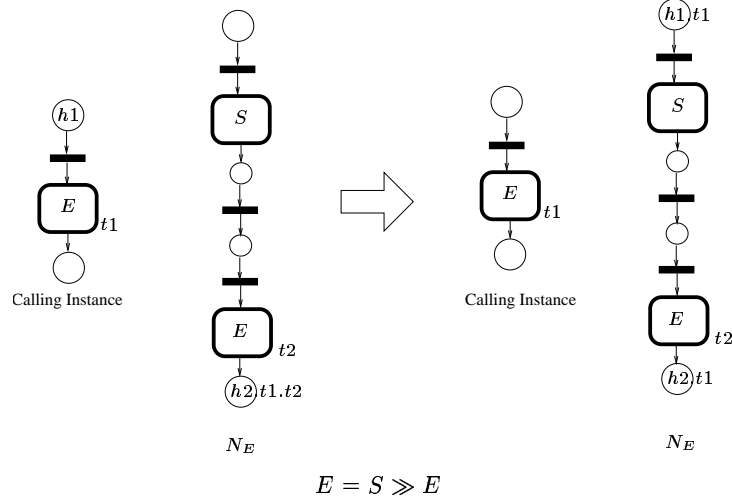 h1
E
t1
Calling Instance
S
E
t2
h2.t1.t2
N_E
E
t1
Calling Instance
h1.t1
S
E
t2
h2.t1
N_E
E = S ≫ E